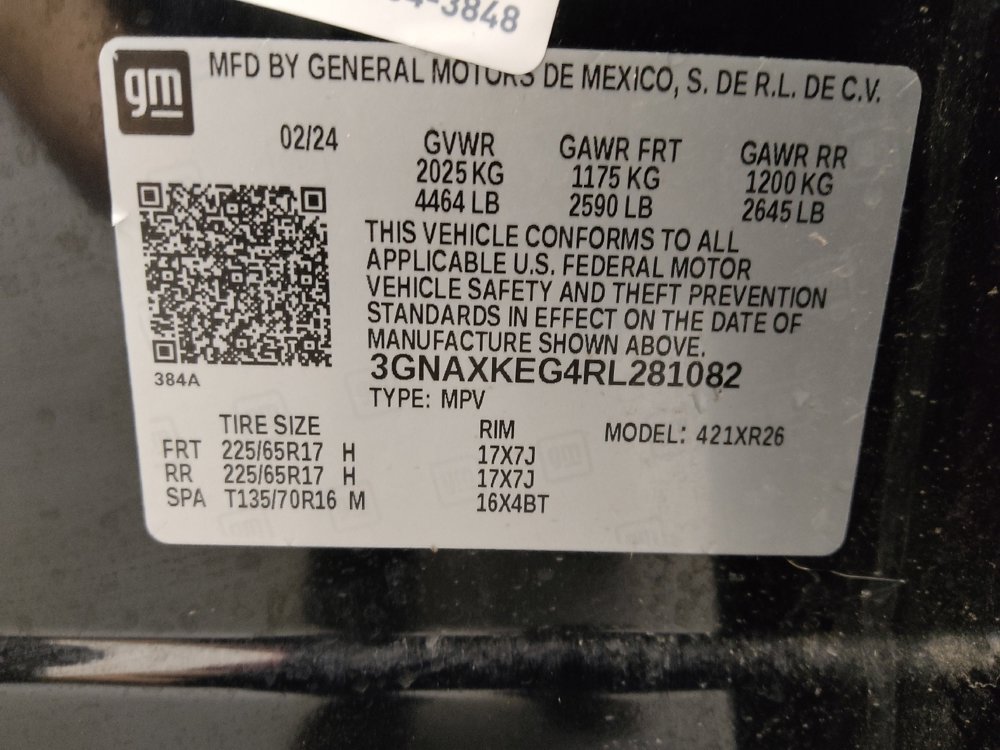 -3848
gm
MFD BY GENERAL MOTORS DE MEXICO, S. DE R.L. DE C.V.
02/24
GVWR GAWR FRT GAWR RR
2025 KG 1175 KG 1200 KG
4464 LB 2590 LB 2645 LB
THIS VEHICLE CONFORMS TO ALL
APPLICABLE U.S. FEDERAL MOTOR
VEHICLE SAFETY AND THEFT PREVENTION
STANDARDS IN EFFECT ON THE DATE OF
MANUFACTURE SHOWN ABOVE.
3GNAXKEG4RL281082
384A
TYPE: MPV
TIRE SIZE RIM MODEL: 421XR26
FRT 225/65R17 H 17X7J
RR 225/65R17 H 17X7J
SPA T135/70R16 M 16X4BT